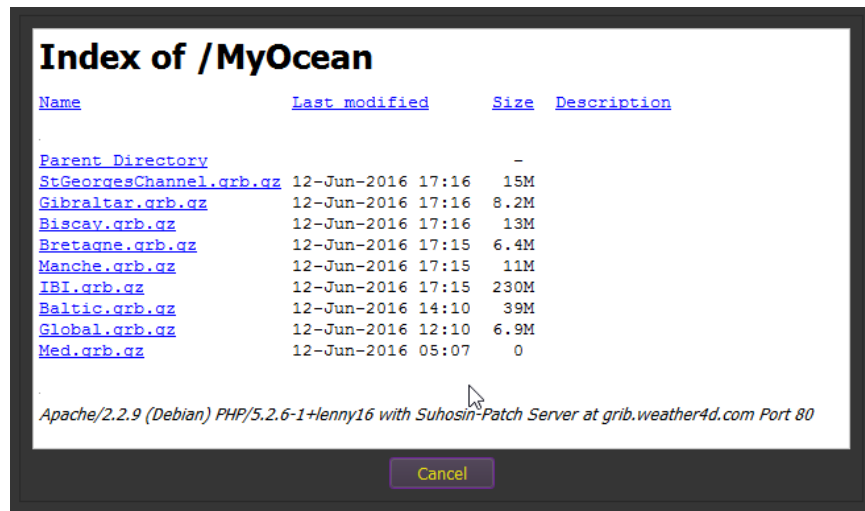 Index of /MyOcean
Name Last modified Size Description
Parent Directory -
StGeorgesChannel.grb.gz 12-Jun-2016 17:16 15M
Gibraltar.grb.gz 12-Jun-2016 17:16 8.2M
Biscay.grb.gz 12-Jun-2016 17:16 13M
Bretagne.grb.gz 12-Jun-2016 17:15 6.4M
Manche.grb.gz 12-Jun-2016 17:15 11M
IBI.grb.gz 12-Jun-2016 17:15 230M
Baltic.grb.gz 12-Jun-2016 14:10 39M
Global.grb.gz 12-Jun-2016 12:10 6.9M
Med.grb.gz 12-Jun-2016 05:07 0
Apache/2.2.9 (Debian) PHP/5.2.6-1+lenny16 with Suhosin-Patch Server at grib.weather4d.com Port 80
Cancel